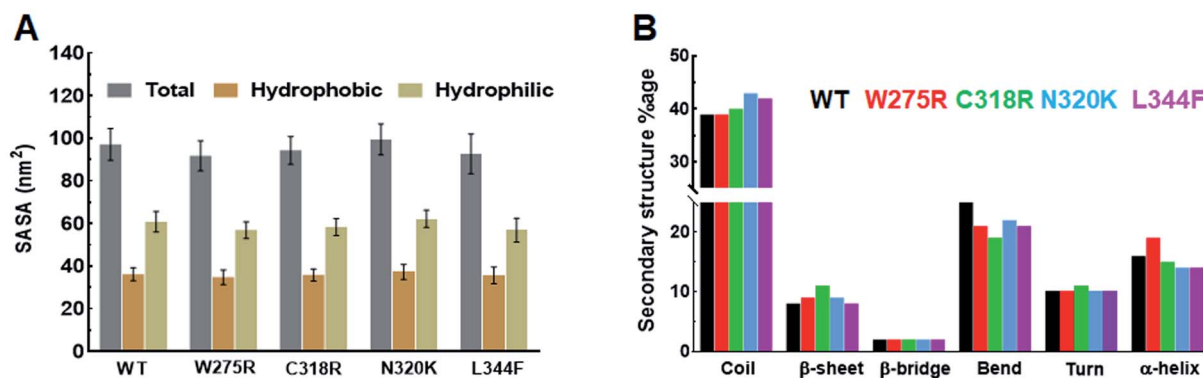 A
SASA (nm²)
140
120
100
80
60
40
20
0
Total Hydrophobic Hydrophilic
WT W275R C318R N320K L344F
B
Secondary structure %age
50
40
30
20
10
0
WT W275R C318R N320K L344F
Coil β-sheet β-bridge Bend Turn α-helix